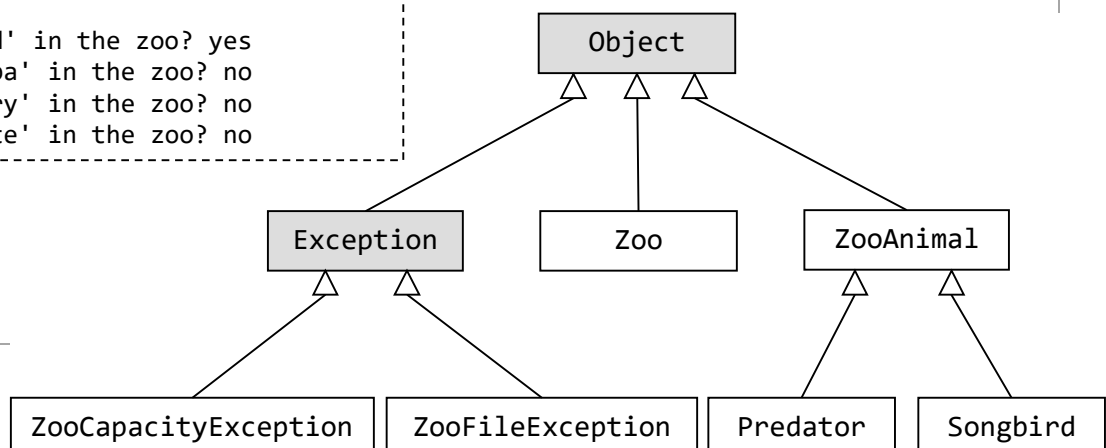 ' in the zoo? yes
' in the zoo? no
' in the zoo? no
' in the zoo? no
Object
Exception
Zoo
ZooAnimal
ZooCapacityException
ZooFileException
Predator
Songbird